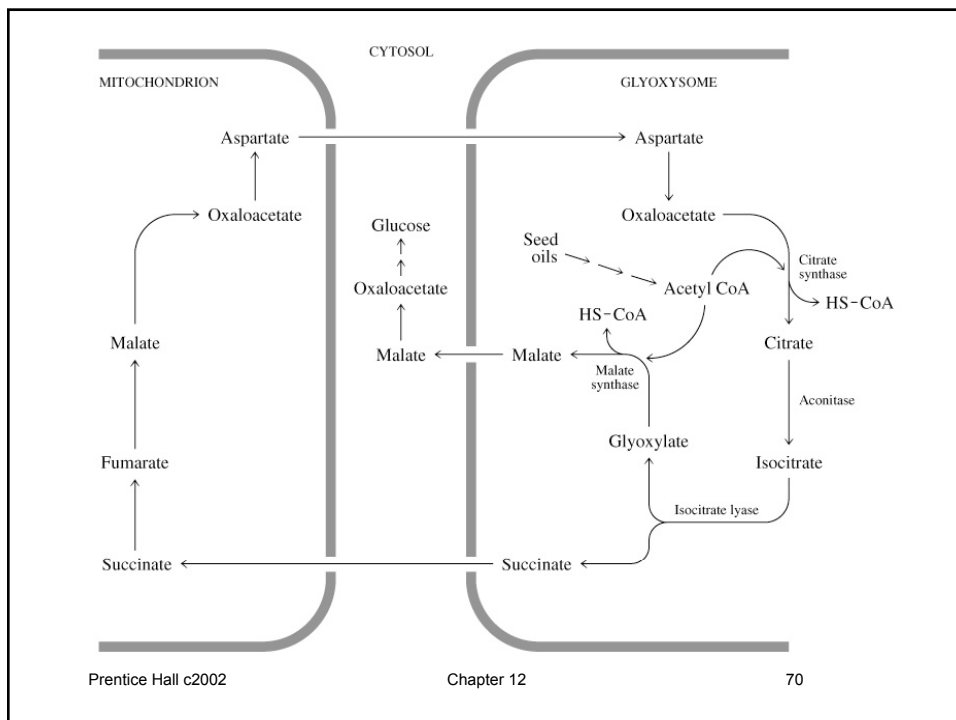 CYTOSOL
MITOCHONDRION
GLYOXYSOME
Aspartate
Aspartate
Oxaloacetate
Oxaloacetate
Glucose
Seed
oils
Citrate
synthase
Oxaloacetate
Acetyl CoA
HS-CoA
HS-CoA
Malate
Malate
Malate
Citrate
Malate
synthase
Aconitase
Fumarate
Glyoxylate
Isocitrate
Isocitrate lyase
Succinate
Succinate
Prentice Hall c2002
Chapter 12
70